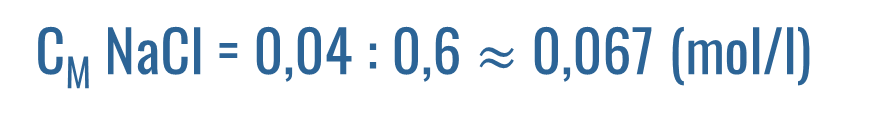 C_M NaCl = 0,04 : 0,6 ≈ 0,067 (mol/l)